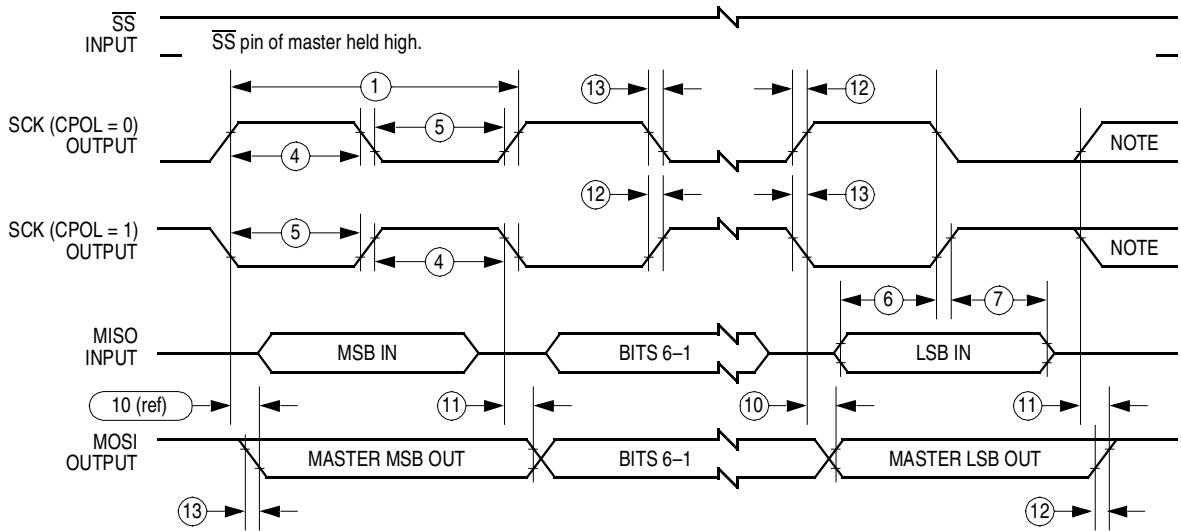 SS
INPUT
SS pin of master held high.
1
13
12
SCK (CPOL = 0)
OUTPUT
5
4
NOTE
12
13
SCK (CPOL = 1)
OUTPUT
5
4
NOTE
6
7
MISO
INPUT
MSB IN
BITS 6–1
LSB IN
10 (ref)
11
10
11
MOSI
OUTPUT
MASTER MSB OUT
BITS 6–1
MASTER LSB OUT
13
12